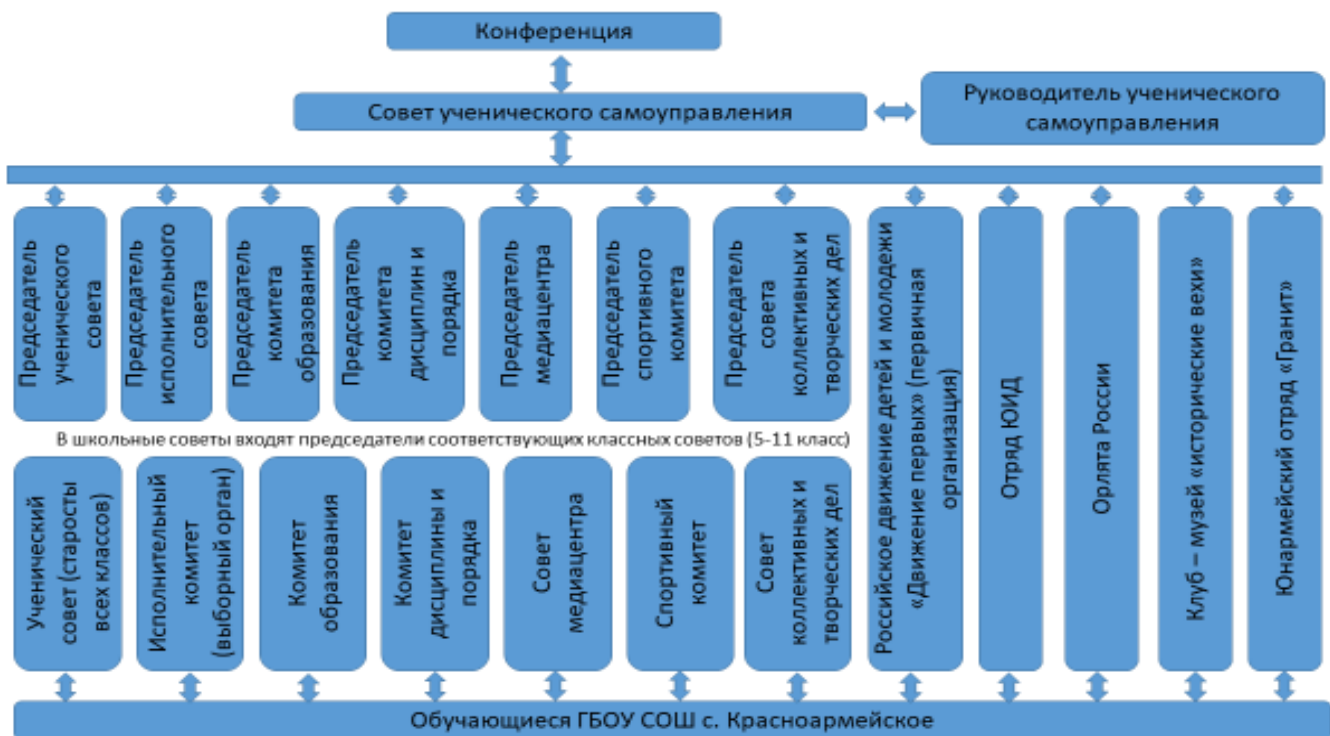 Конференция
Совет ученического самоуправления
Руководитель ученического
самоуправления
Председатель
ученического
совета
Председатель
исполнительного
совета
Председатель
комитета
образования
Председатель
комитета
дисциплин и
порядка
Председатель
медиацентра
Председатель
спортивного
комитета
Председатель
совета
коллективных и
творческих дел
Российское движение детей и молодежи
«Движение первых» (первичная
организация)
Отряд ЮИД
Орлята России
Клуб – музей «исторические вехи»
Юнармейский отряд «Гранит»
В школьные советы входят председатели соответствующих классных советов (5-11 класс)
Ученический
совет (старосты
всех классов)
Исполнительный
комитет
(выборный орган)
Комитет
образования
Комитет
дисциплины и
порядка
Совет
медиацентра
Спортивный
комитет
Совет
коллективных и
творческих дел
Обучающиеся ГБОУ СОШ с. Красноармейское